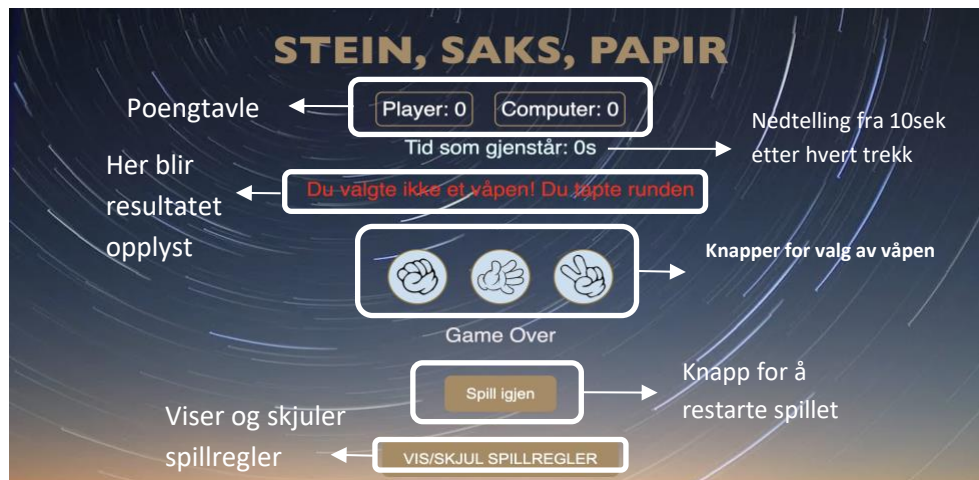 STEIN, SAKS, PAPIR
Poengtavle
Player: 0
Computer: 0
Tid som gjenstår: 0s
Nedtelling fra 10sek
etter hvert trekk
Her blir
resultatet
opplyst
Du valgte ikke et våpen! Du tapte runden
Knapper for valg av våpen
Game Over
Spill igjen
Knapp for å
restarte spillet
Viser og skjuler
spillregler
VIS/SKJUL SPILLREGLER